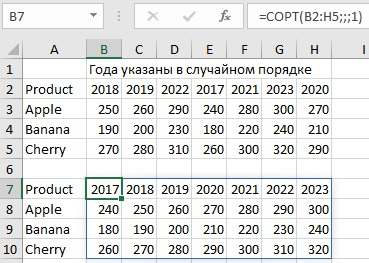 B7 =СОРТ(B2:H5;;;1)
A B C D E F G H I
1 Года указаны в случайном порядке
2 Product 2018 2019 2022 2017 2021 2023 2020
3 Apple 250 260 290 240 280 300 270
4 Banana 190 200 230 180 220 240 210
5 Cherry 270 280 310 260 300 320 290
6
7 Product 2017 2018 2019 2020 2021 2022 2023
8 Apple 240 250 260 270 280 290 300
9 Banana 180 190 200 210 220 230 240
10 Cherry 260 270 280 290 300 310 320